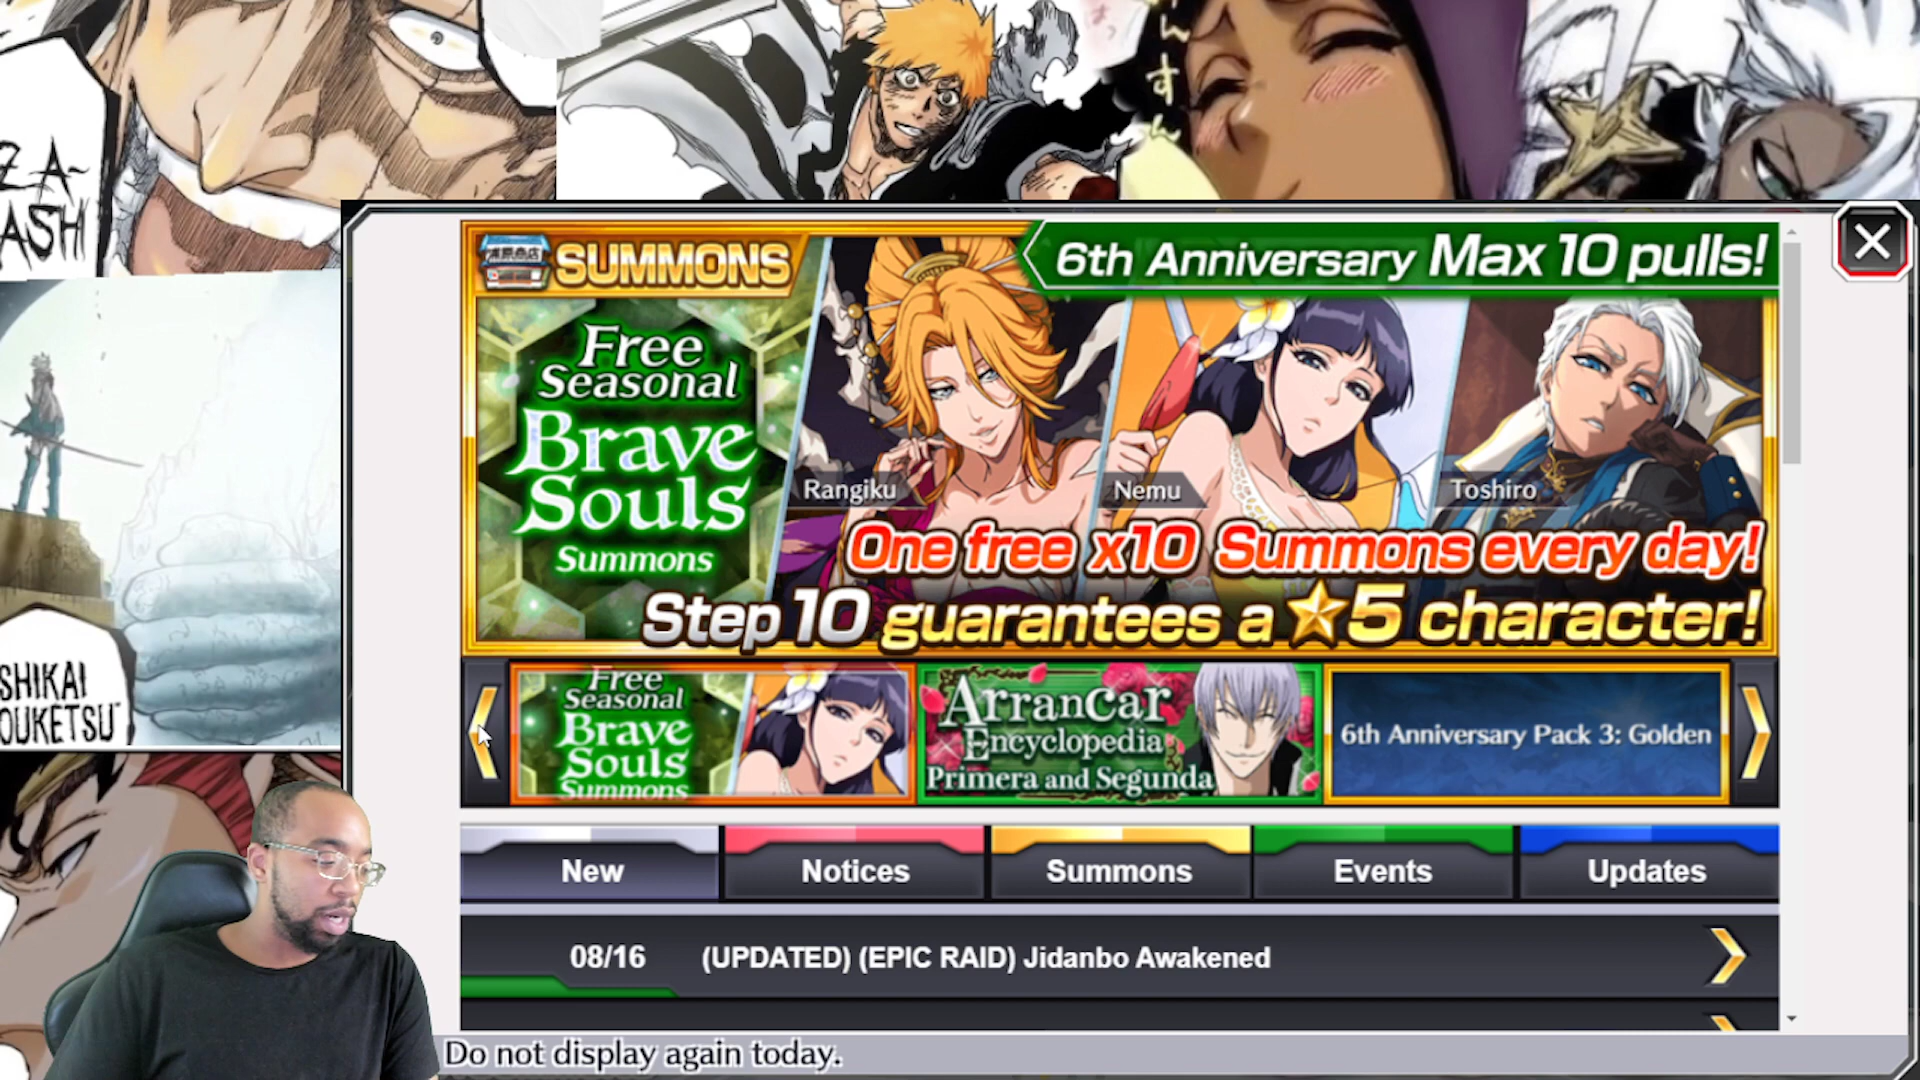 ZA-
ASH
SHIKAI
OUKETSU"
SUMMONS
6th Anniversary Max 10 pulls!
Free
Seasonal
Brave
Souls
Summons
Rangiku
Nemu
Toshiro
One free x10 Summons every day!
Step 10 guarantees a ★5 character!
Free
Seasonal
Brave
Souls
Summons
Arrancar
Encyclopedia
Primera and Segunda
6th Anniversary Pack 3: Golden
New
Notices
Summons
Events
Updates
08/16 (UPDATED) (EPIC RAID) Jidanbo Awakened
Do not display again today.